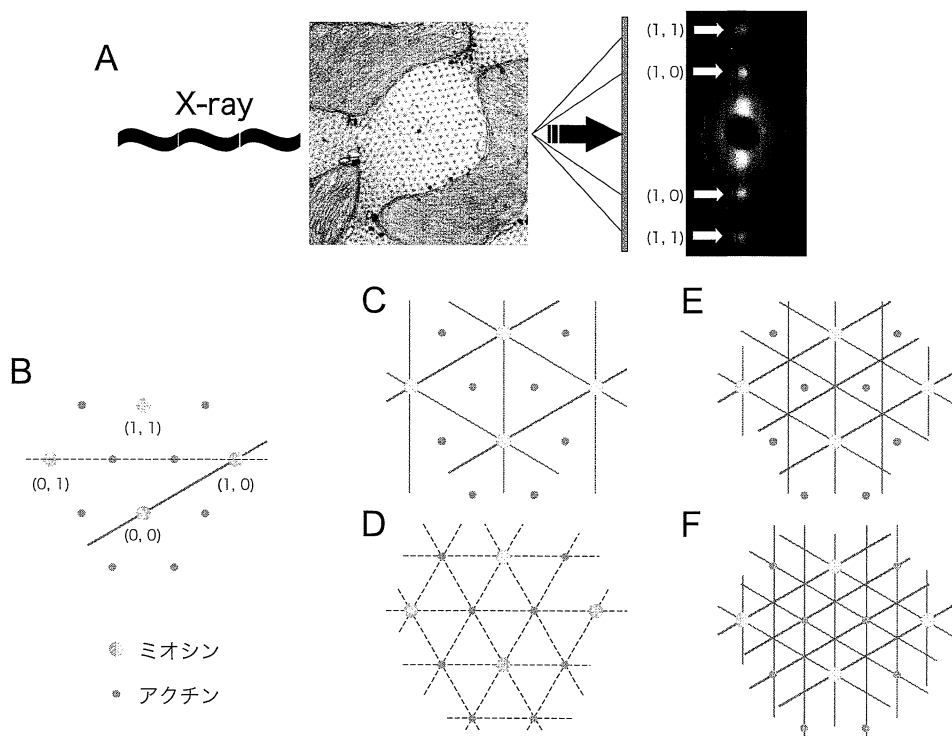 A
X-ray
(1, 1)
(1, 0)
(1, 0)
(1, 1)
B
(1, 1)
(0, 1)
(1, 0)
(0, 0)
ミオシン
アクチン
C
D
E
F